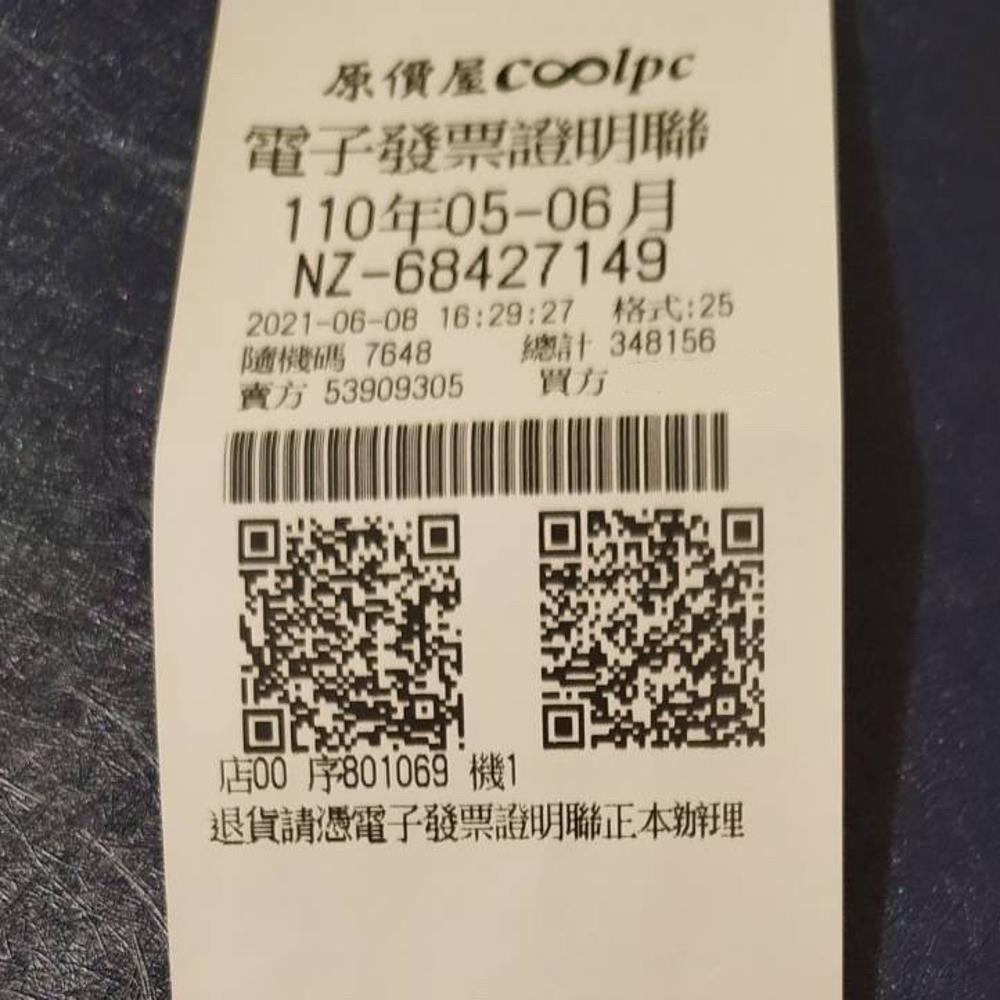 原價屋coolpc
電子發票證明聯
110年05-06月
NZ-68427149
2021-06-08 16:29:27 格式:25
隨機碼 7648 總計 348156
賣方 53909305 買方
店00 序801069 機1
退貨請憑電子發票證明聯正本辦理